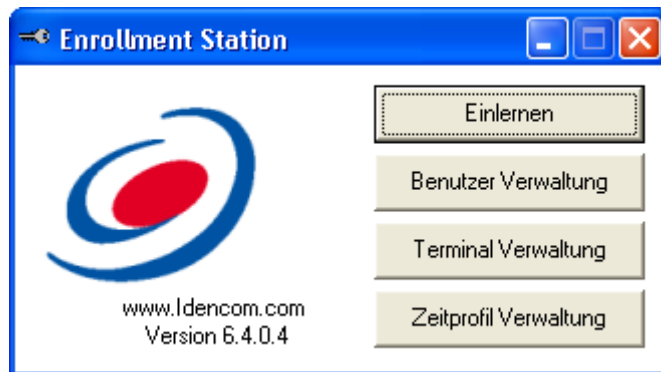 Enrollment Station
Einlernen
Benutzer Verwaltung
Terminal Verwaltung
Zeitprofil Verwaltung
www.Idencom.com
Version 6.4.0.4